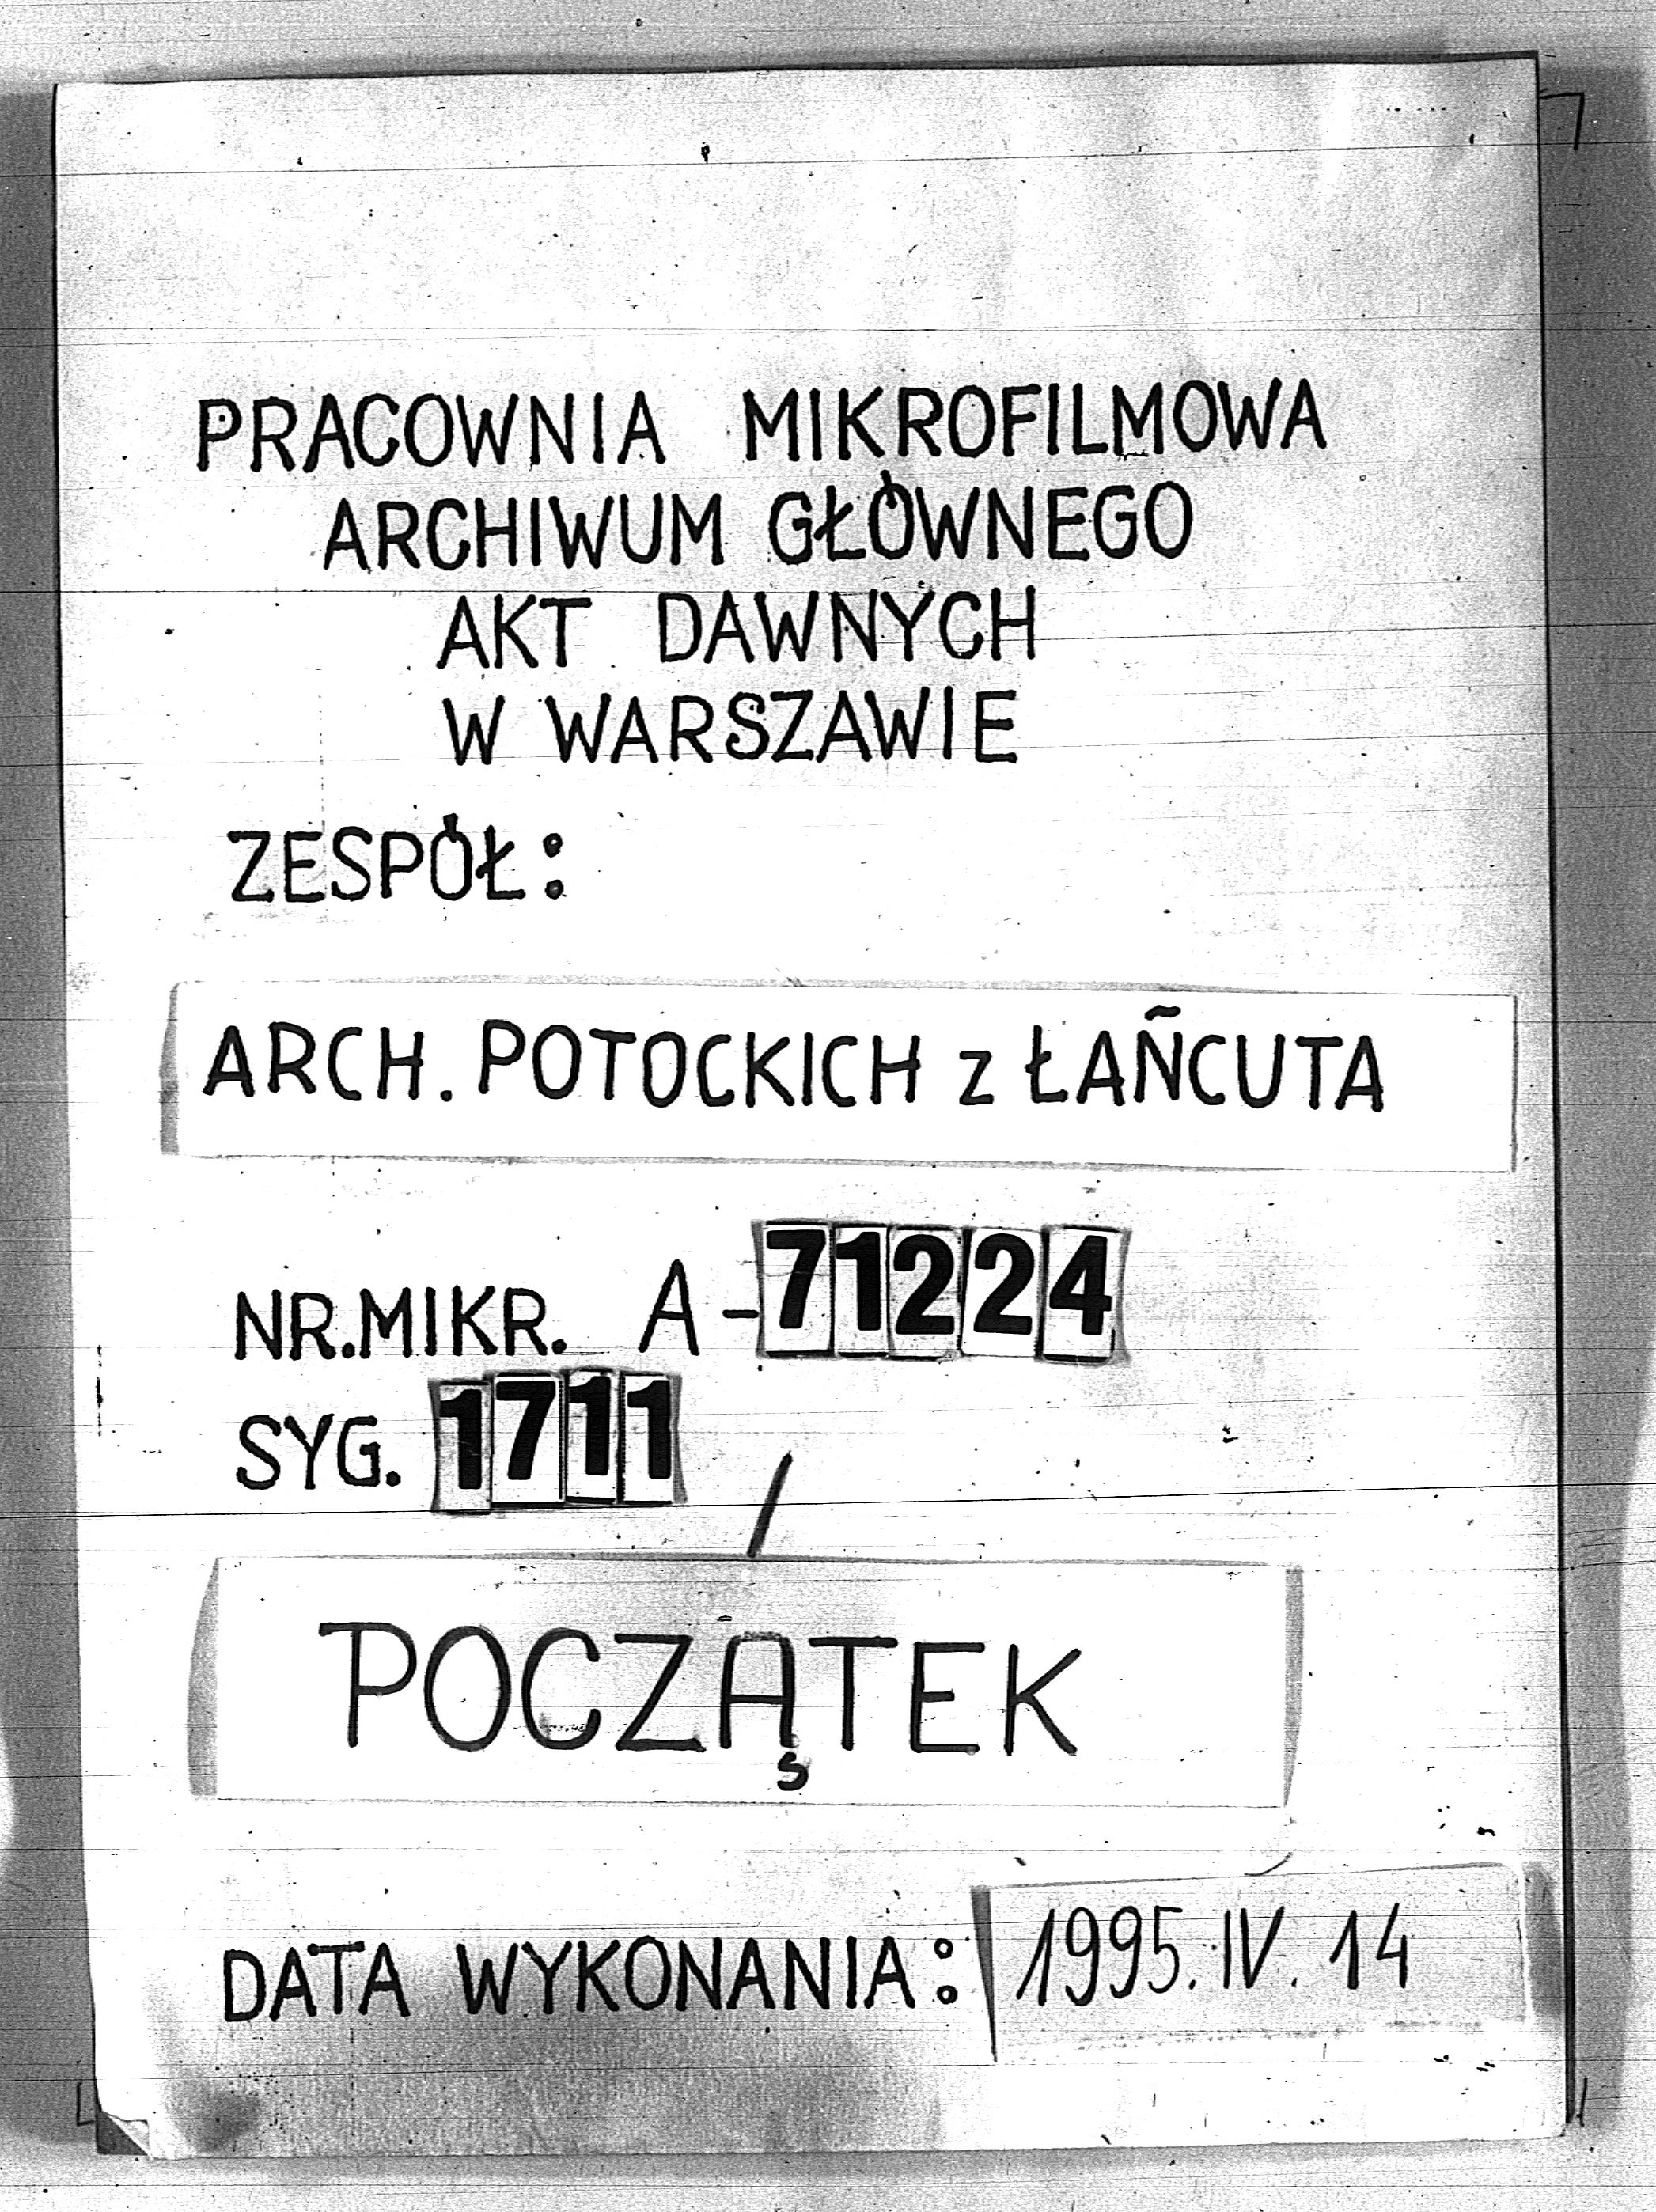 PRACOWNIA MIKROFILMOWA
ARCHIWUM GŁÓWNEGO
AKT DAWNYCH
W WARSZAWIE
ZESPÓŁ:
ARCH. POTOCKICH z ŁAŃCUTA
NR.MIKR. A-71224
SYG. 1711
POCZĄTEK
DATA WYKONANIA: 1995.IV.14